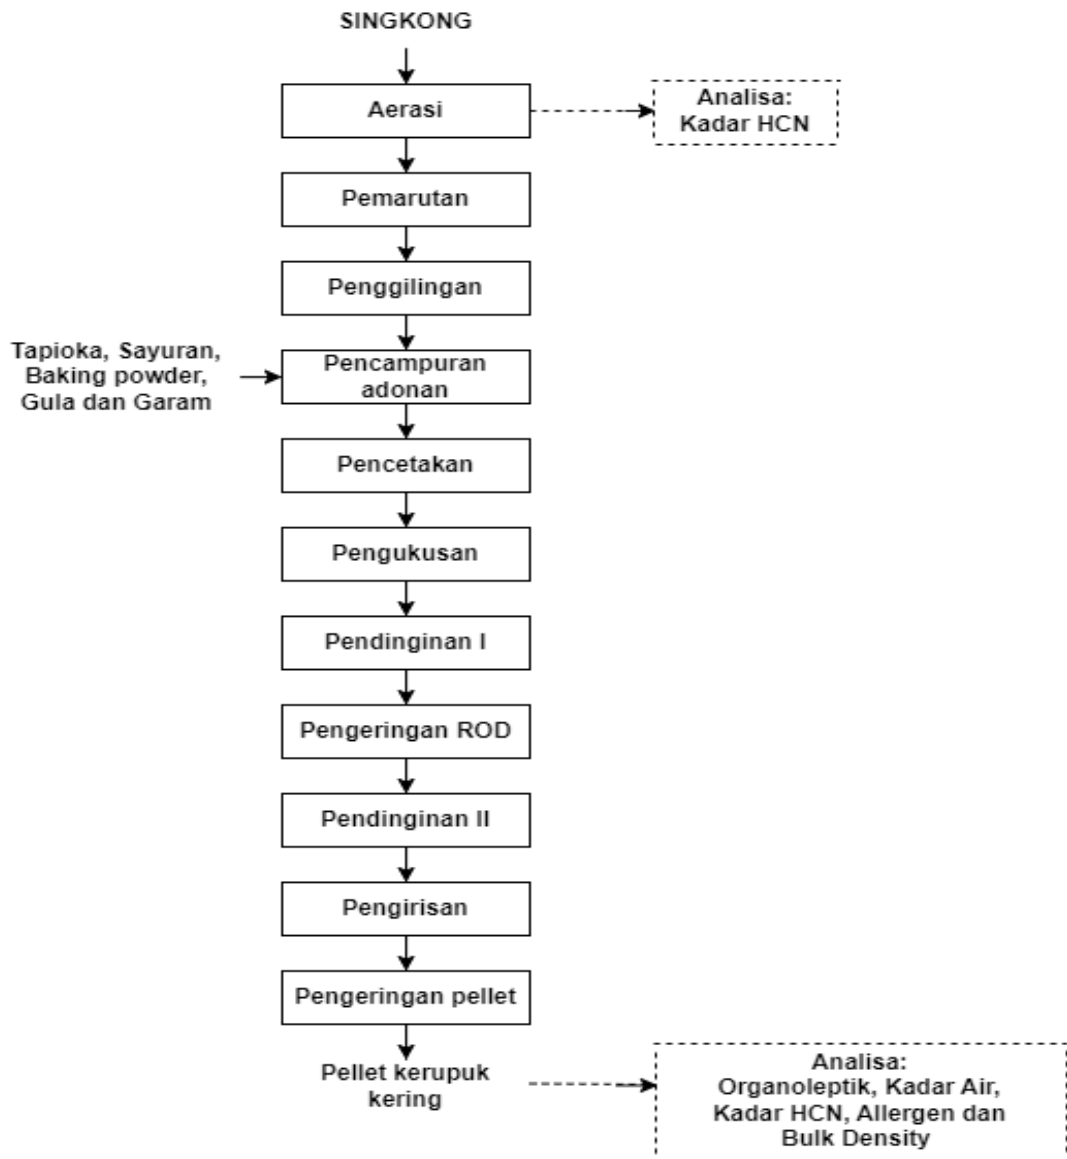 SINGKONG
Aerasi
Analisa:
Kadar HCN
Pemarutan
Penggilingan
Tapioka, Sayuran,
Baking powder,
Gula dan Garam
Pencampuran
adonan
Pencetakan
Pengukusan
Pendinginan I
Pengeringan ROD
Pendinginan II
Pengirisan
Pengeringan pellet
Pellet kerupuk
kering
Analisa:
Organoleptik, Kadar Air,
Kadar HCN, Allergen dan
Bulk Density